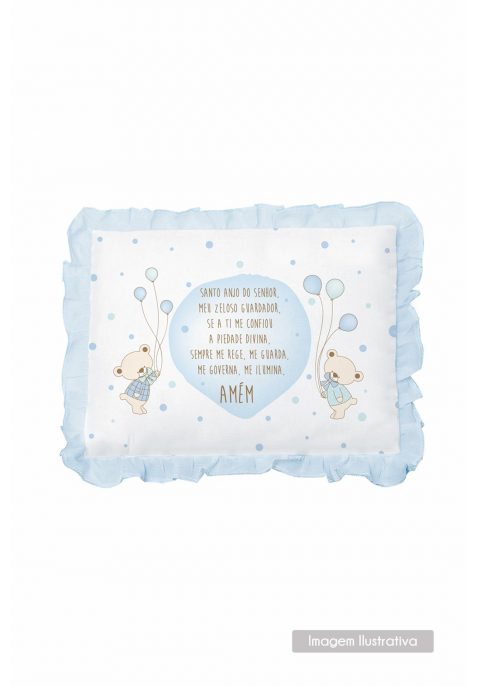 SANTO ANJO DO SENHOR,
MEU ZELOSO GUARDADOR,
SE A TI ME CONFIOU
A PIEDADE DIVINA,
SEMPRE ME REGE, ME GUARDA,
ME GOVERNA, ME ILUMINA.
AMÉM
Imagem Ilustrativa